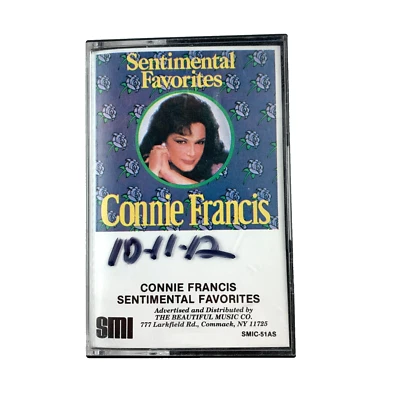 Sentimental
Favorites
Connie Francis
10-11-12
CONNIE FRANCIS
SENTIMENTAL FAVORITES
Advertised and Distributed by
THE BEAUTIFUL MUSIC CO.
777 Larkfield Rd., Commack, NY 11725
smi
SMIC-51AS